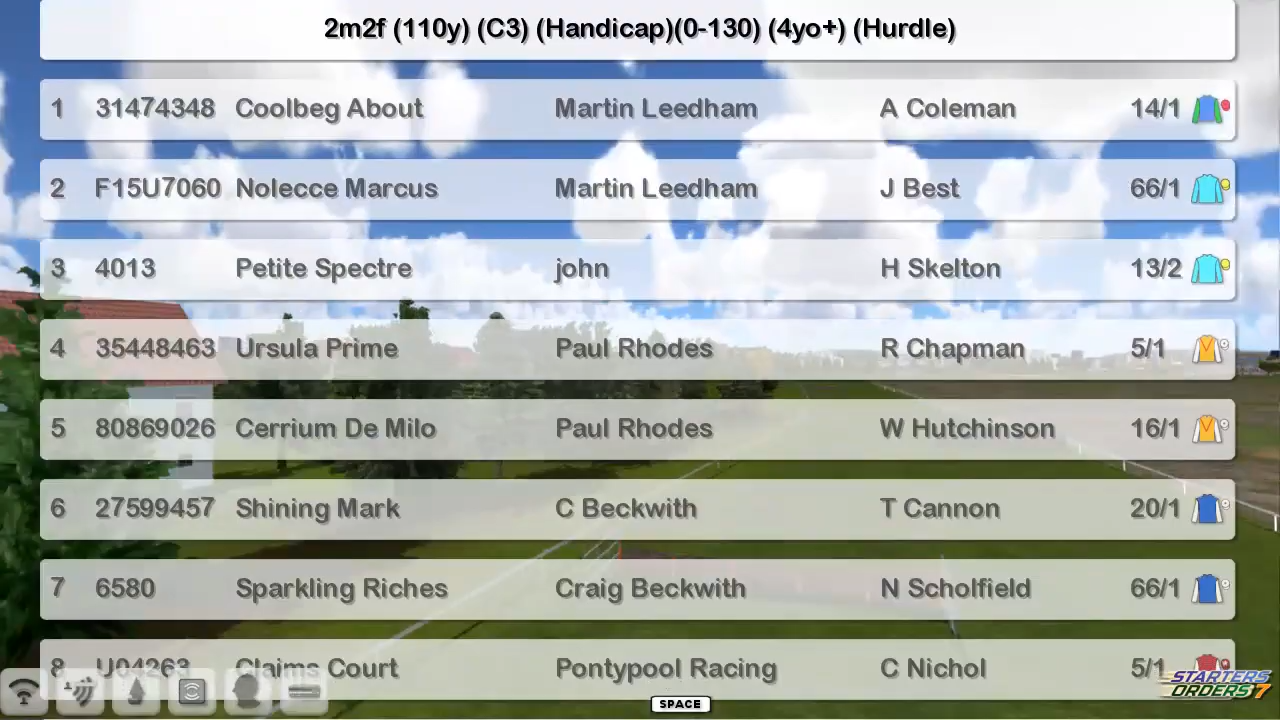 2m2f (110y) (C3) (Handicap)(0-130) (4yo+) (Hurdle)
1 31474348 Coolbeg About Martin Leedham A Coleman 14/1
2 F15U7060 Nolecce Marcus Martin Leedham J Best 66/1
3 4013 Petite Spectre john H Skelton 13/2
4 35448463 Ursula Prime Paul Rhodes R Chapman 5/1
5 80869026 Cerrium De Milo Paul Rhodes W Hutchinson 16/1
6 27599457 Shining Mark C Beckwith T Cannon 20/1
7 6580 Sparkling Riches Craig Beckwith N Scholfield 66/1
8 U04263 Claims Court Pontypool Racing C Nichol 5/1
STARTERS
ORDERS 7
SPACE